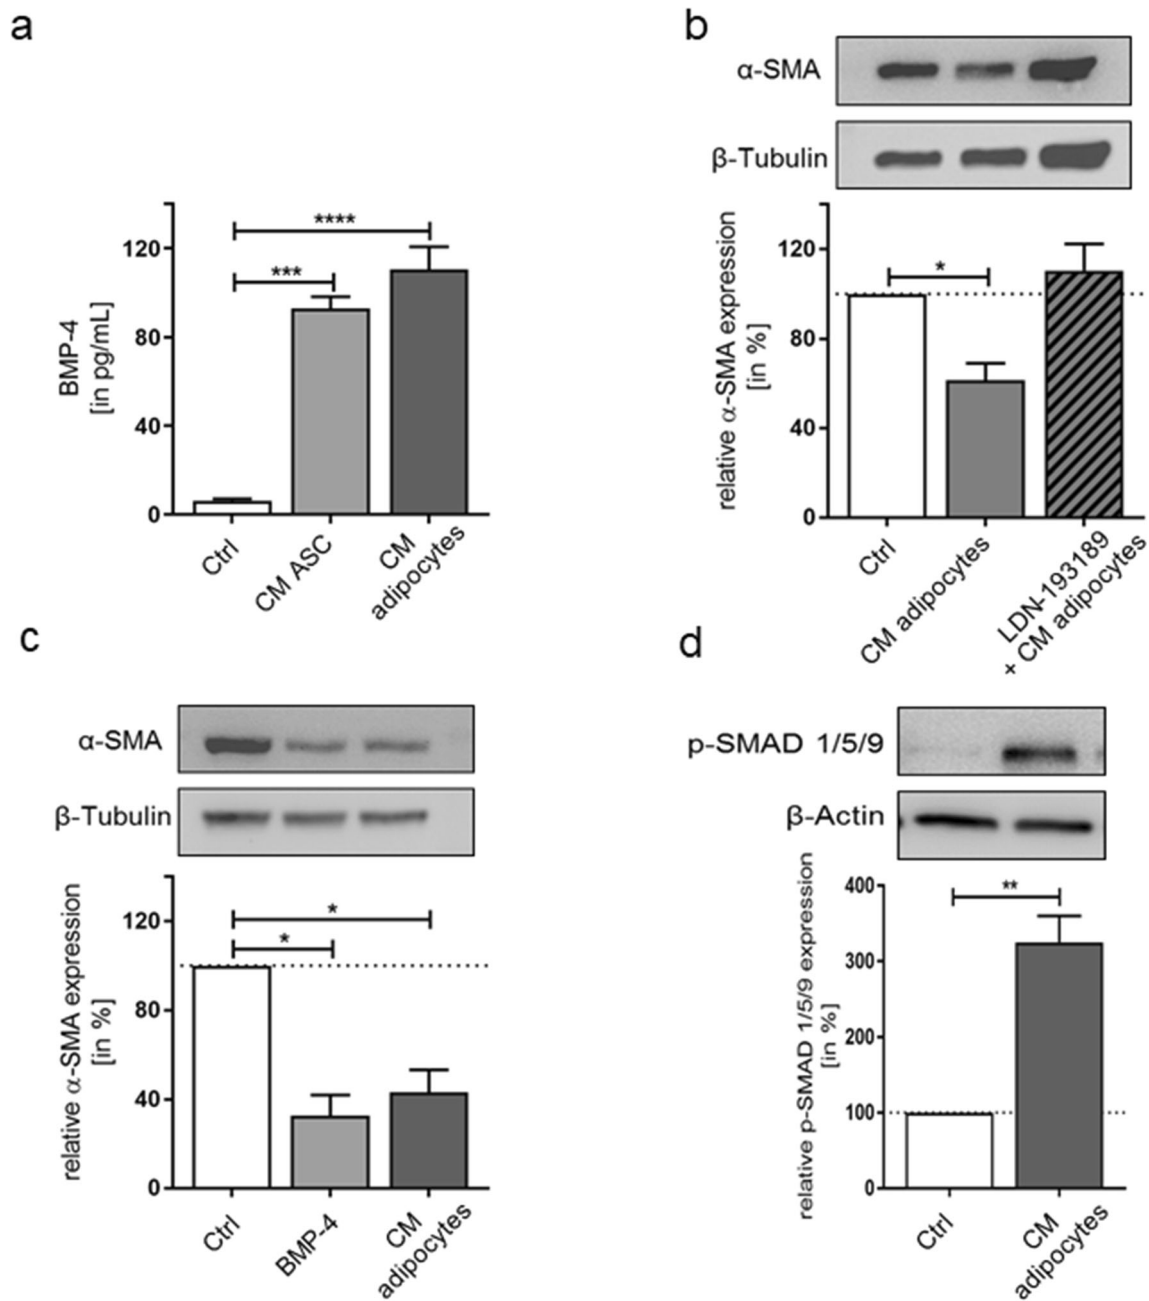 a
BMP-4
[in pg/mL]
120
80
40
0
****
***
Ctrl
CM ASC
CM
adipocytes
b
α-SMA
β-Tubulin
relative α-SMA expression
[in %]
120
80
40
0
*
Ctrl
CM adipocytes
LDN-193189
+ CM adipocytes
c
α-SMA
β-Tubulin
relative α-SMA expression
[in %]
120
80
40
0
*
*
Ctrl
BMP-4
CM
adipocytes
d
p-SMAD 1/5/9
β-Actin
relative p-SMAD 1/5/9 expression
[in %]
400
300
200
100
0
**
Ctrl
CM
adipocytes